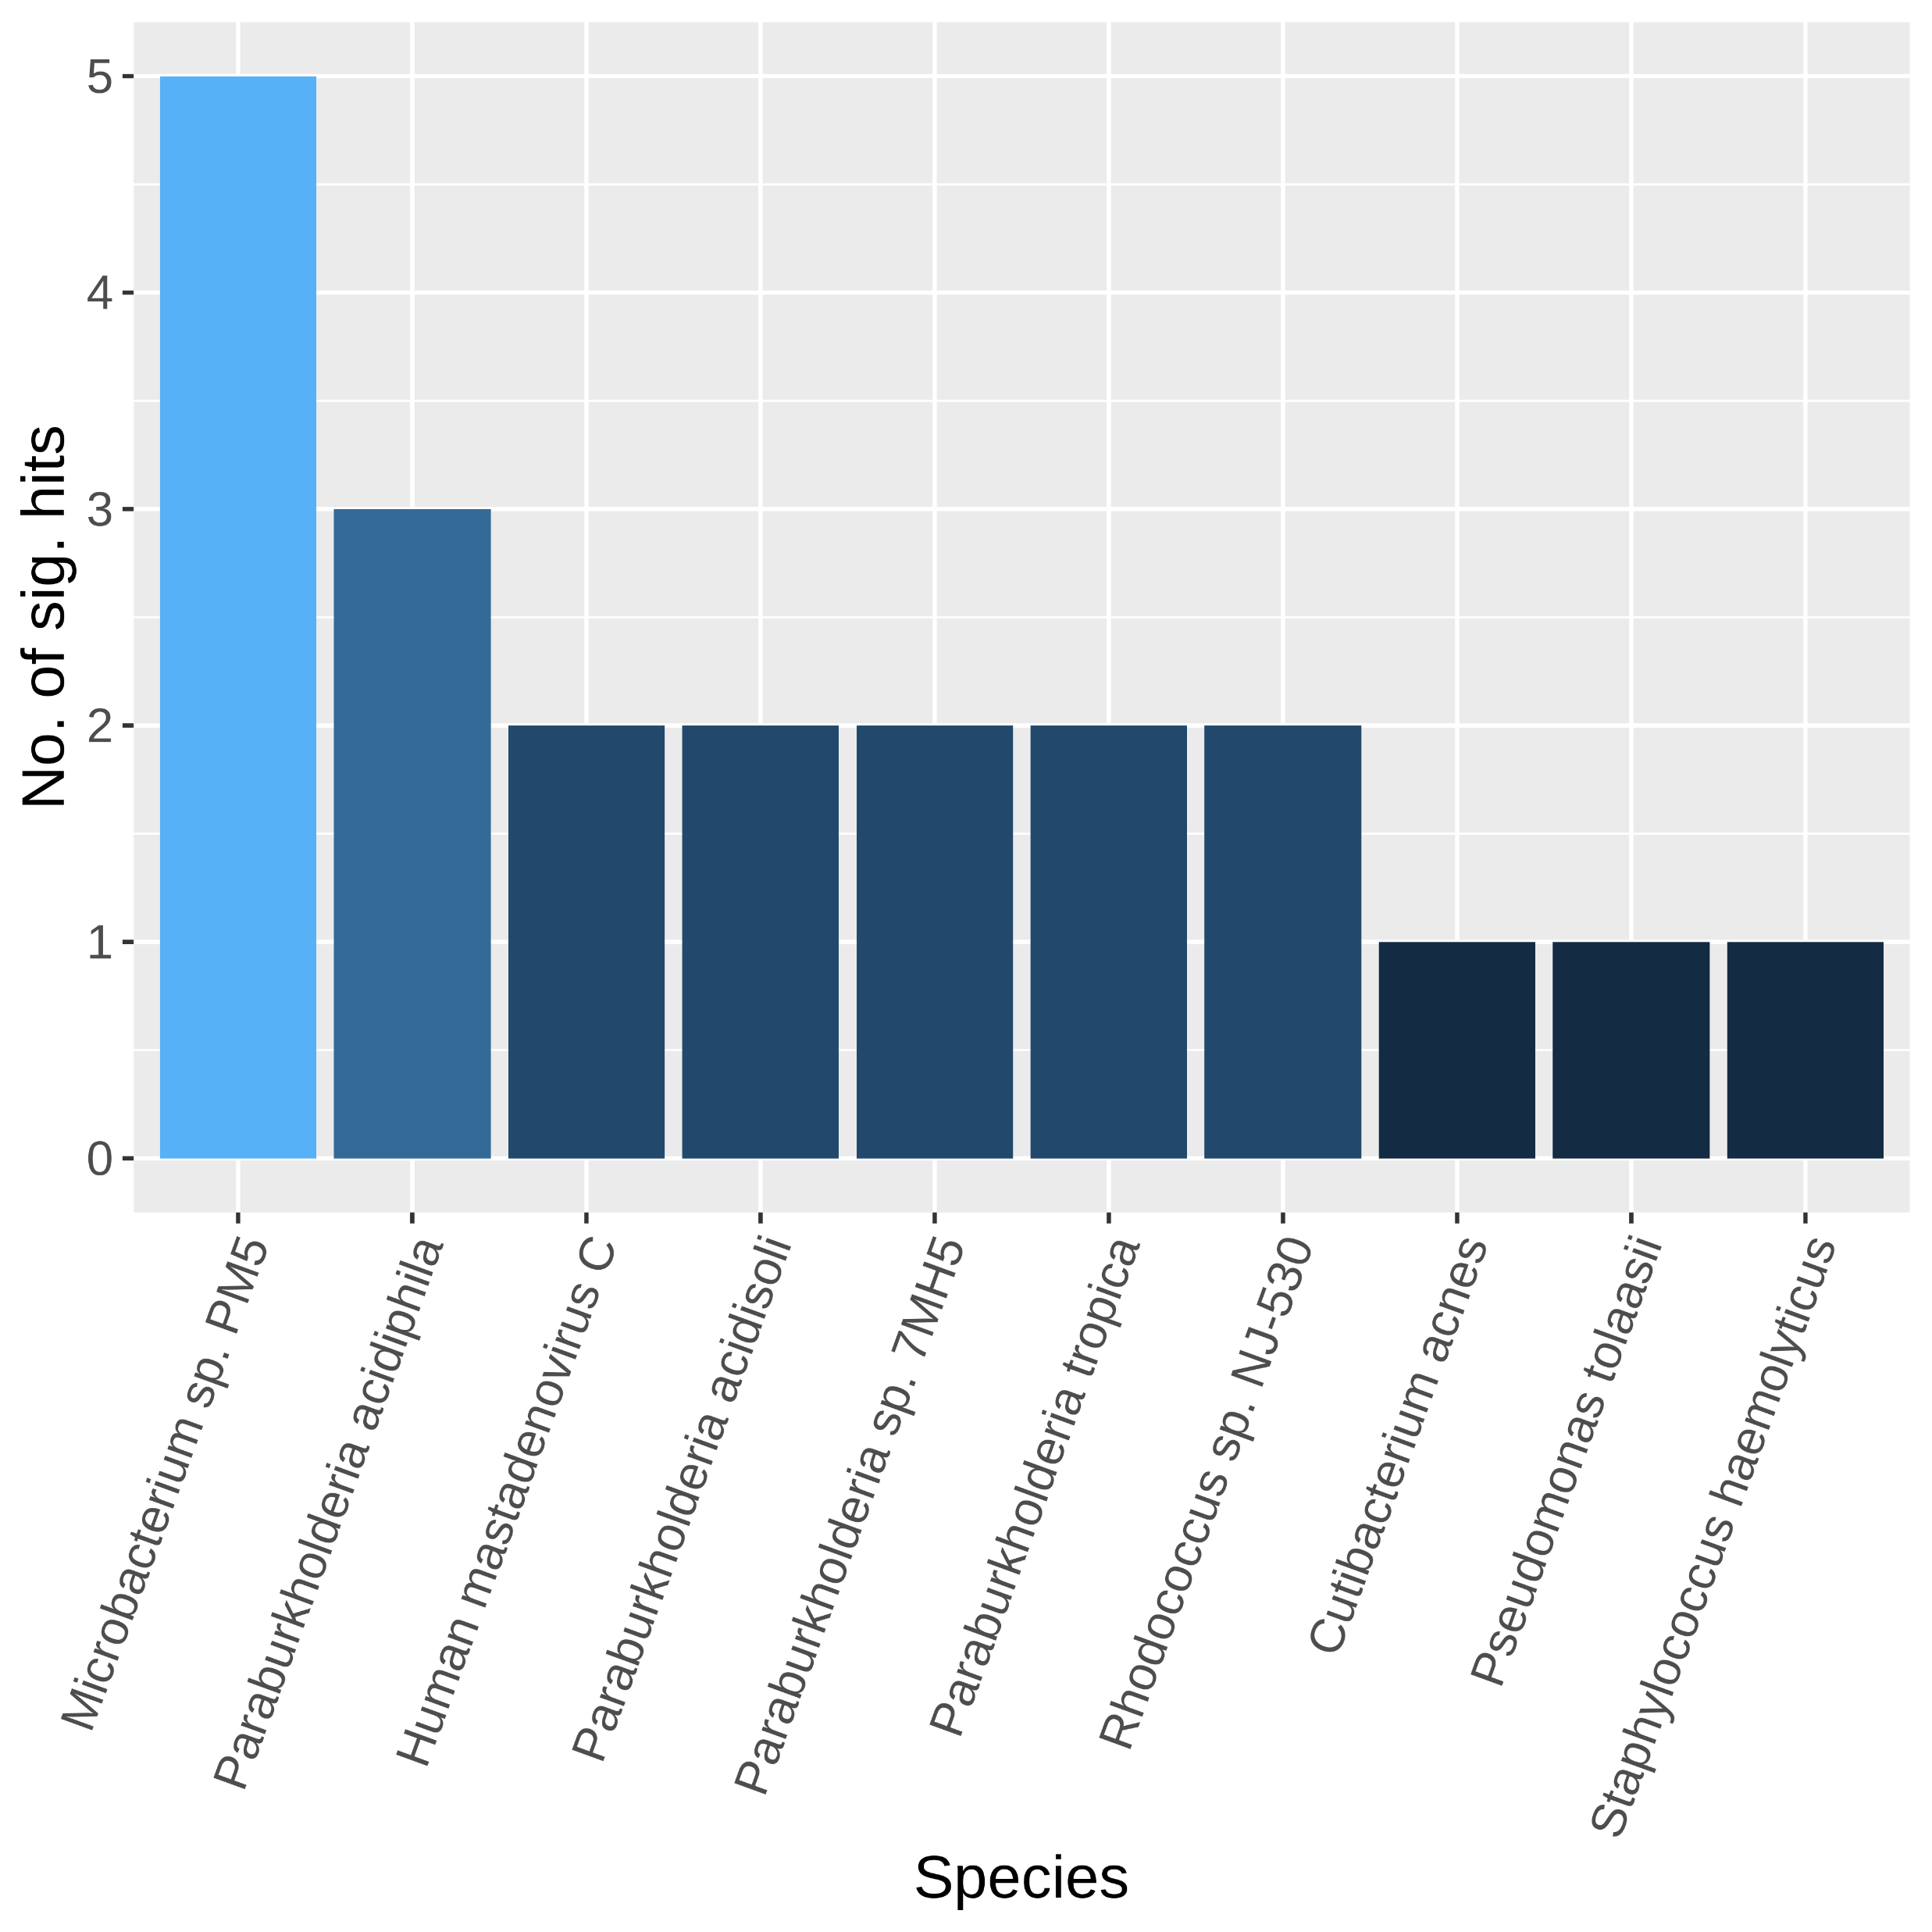 No. of sig. hits
5
4
3
2
1
0
Microbacterium sp. PM5
Paraburkholderia acidiphila
Human mastadenovirus C
Paraburkholderia acidisoli
Paraburkholderia sp. 7MH5
Paraburkholderia tropica
Rhodococcus sp. NJ-530
Cutibacterium acnes
Pseudomonas tolaasii
Staphylococcus haemolyticus
Species